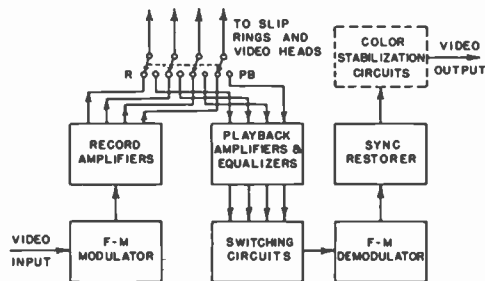 TO SLIP
RINGS AND
VIDEO HEADS
R
PB
COLOR
STABILIZATION
CIRCUITS
VIDEO
OUTPUT
RECORD
AMPLIFIERS
PLAYBACK
AMPLIFIERS &
EQUALIZERS
SYNC
RESTORER
VIDEO
INPUT
F-M
MODULATOR
SWITCHING
CIRCUITS
F-M
DEMODULATOR